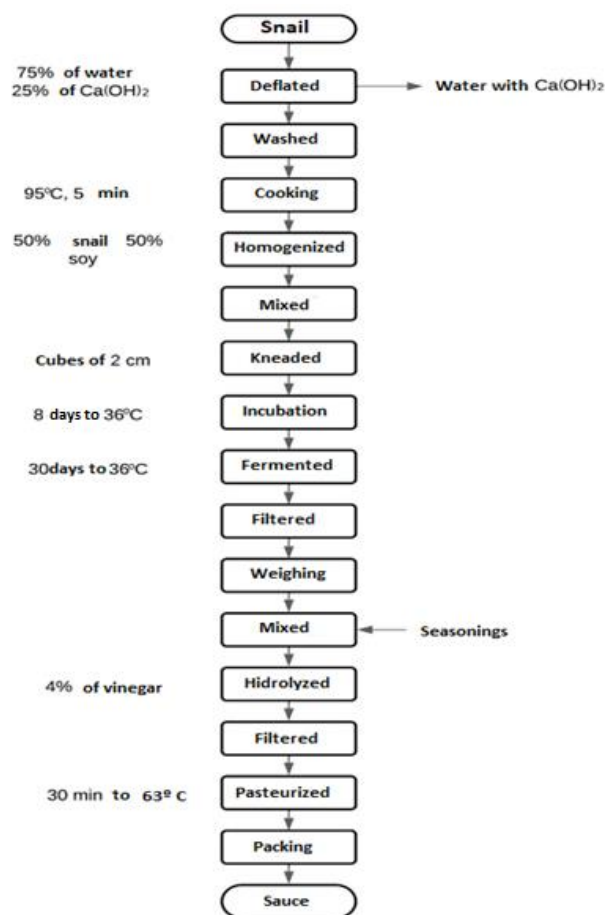 Snail
75% of water
25% of Ca(OH)₂
Deflated
Water with Ca(OH)₂
Washed
95ºC, 5 min
Cooking
50% snail 50%
soy
Homogenized
Mixed
Cubes of 2 cm
Kneaded
8 days to 36ºC
Incubation
30days to 36ºC
Fermented
Filtered
Weighing
Mixed
Seasonings
4% of vinegar
Hidrolyzed
Filtered
30 min to 63º C
Pasteurized
Packing
Sauce